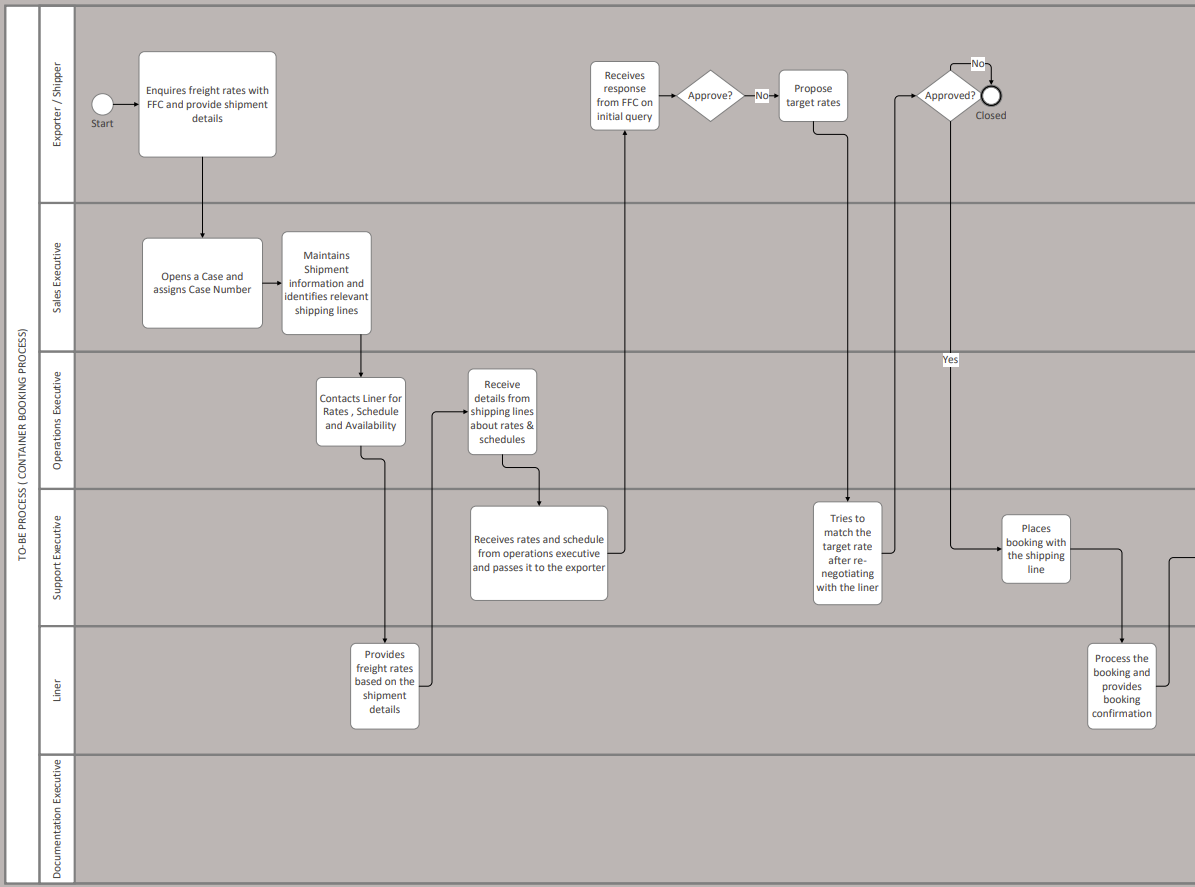 TO-BE PROCESS ( CONTAINER BOOKING PROCESS)
Exporter / Shipper
Start
Enquires freight rates with
FFC and provide shipment
details
Receives
response
from FFC on
initial query
Approve?
No
Propose
target rates
Approved?
No
Closed
Sales Executive
Opens a Case and
assigns Case Number
Maintains
Shipment
information and
identifies relevant
shipping lines
Yes
Operations Executive
Contacts Liner for
Rates , Schedule
and Availability
Receive
details from
shipping lines
about rates &
schedules
Support Executive
Receives rates and schedule
from operations executive
and passes it to the exporter
Tries to
match the
target rate
after re-
negotiating
with the liner
Places
booking with
the shipping
line
Liner
Provides
freight rates
based on the
shipment
details
Process the
booking and
provides
booking
confirmation
Documentation Executive